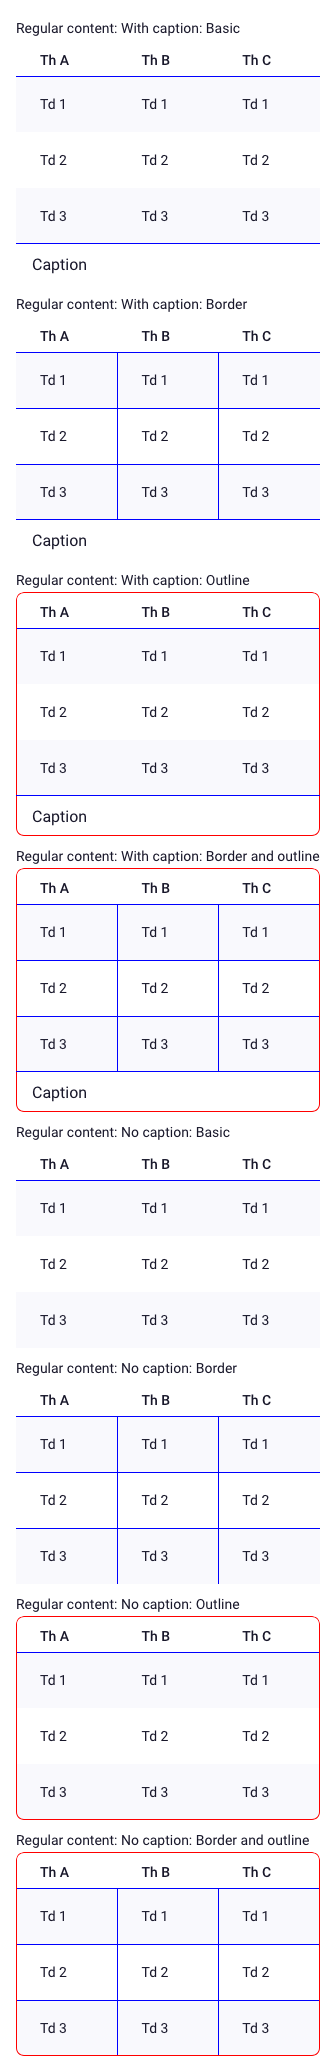 Regular content: With caption: Basic
Th A Th B Th C
Td 1 Td 1 Td 1
Td 2 Td 2 Td 2
Td 3 Td 3 Td 3
Caption
Regular content: With caption: Border
Th A Th B Th C
Td 1 Td 1 Td 1
Td 2 Td 2 Td 2
Td 3 Td 3 Td 3
Caption
Regular content: With caption: Outline
Th A Th B Th C
Td 1 Td 1 Td 1
Td 2 Td 2 Td 2
Td 3 Td 3 Td 3
Caption
Regular content: With caption: Border and outline
Th A Th B Th C
Td 1 Td 1 Td 1
Td 2 Td 2 Td 2
Td 3 Td 3 Td 3
Caption
Regular content: No caption: Basic
Th A Th B Th C
Td 1 Td 1 Td 1
Td 2 Td 2 Td 2
Td 3 Td 3 Td 3
Regular content: No caption: Border
Th A Th B Th C
Td 1 Td 1 Td 1
Td 2 Td 2 Td 2
Td 3 Td 3 Td 3
Regular content: No caption: Outline
Th A Th B Th C
Td 1 Td 1 Td 1
Td 2 Td 2 Td 2
Td 3 Td 3 Td 3
Regular content: No caption: Border and outline
Th A Th B Th C
Td 1 Td 1 Td 1
Td 2 Td 2 Td 2
Td 3 Td 3 Td 3